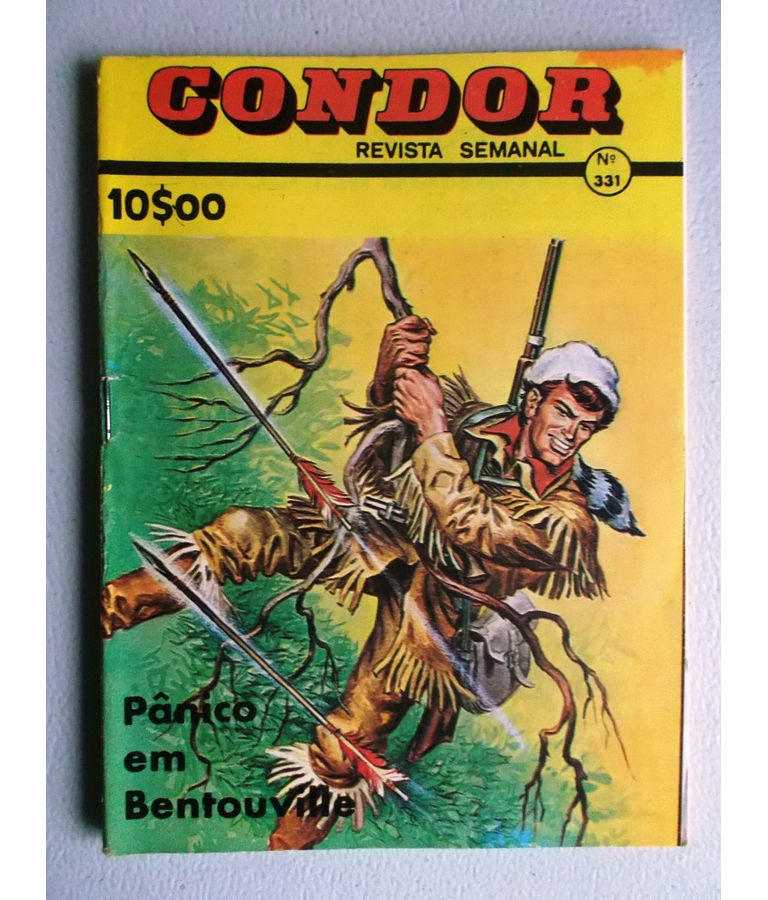 CONDOR
REVISTA SEMANAL
Nº
331
10$00
Pânico
em
Bentouville